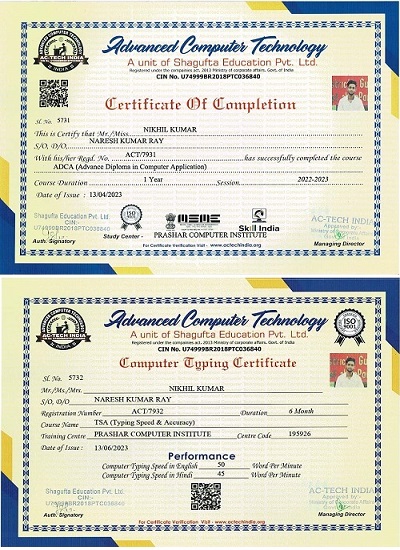 Advanced Computer Technology
A unit of Shagufta Education Pvt. Ltd.
Registered under the companies act, 2013 Ministry of corporate affairs, Govt. of India
CIN No. U74999BR2018PTC036840
AC-TECH INDIA
Certificate Of Completion
Sl. No. 5731
This is Certify that Mr./Miss. NIKHIL KUMAR
S/O, D/O, NARESH KUMAR RAY
With his/her Regd. No. ACT/7931 has successfully completed the course
ADCA (Advance Diploma in Computer Application)
Course Duration 1 Year Session 2022-2023
Date of Issue : 13/04/2023
Shagufta Education Pvt. Ltd.
CIN:-
U74999BR2018PTC036840
Auth. Signatory
ISO
MSME
Skill India
Study Center - PRASHAR COMPUTER INSTITUTE
For Certificate Verification Visit - www.actechindia.org
AC-TECH INDIA
Managing Director
Advanced Computer Technology
A unit of Shagufta Education Pvt. Ltd.
Registered under the companies act, 2013 Ministry of corporate affairs, Govt. of India
CIN No. U74999BR2018PTC036840
AC-TECH INDIA
ISO
9001
Computer Typing Certificate
Sl. No. 5732
Mr./Ms./Mrs. NIKHIL KUMAR
S/O, D/O NARESH KUMAR RAY
Registration Number ACT/7932 Duration 6 Month
Course Name TSA (Typing Speed & Accuracy)
Training Centre PRASHAR COMPUTER INSTITUTE Centre Code 195926
Date of Issue : 13/06/2023
Performance
Computer Typing Speed in English 50 Word Per Minute
Computer Typing Speed in Hindi 45 Word Per Minute
Shagufta Education Pvt. Ltd.
CIN:-
U74999BR2018PTC036840
Auth. Signatory
AC-TECH INDIA
Managing Director
For Certificate Verification Visit - www.actechindia.org